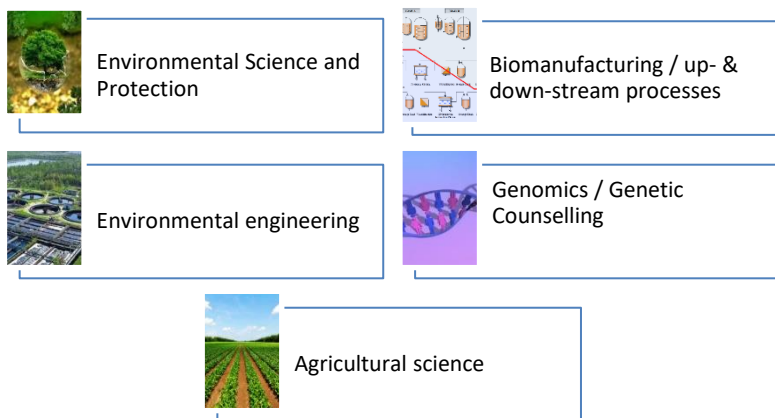 Environmental Science and
Protection
Biomanufacturing / up- &
down-stream processes
Environmental engineering
Genomics / Genetic
Counselling
Agricultural science